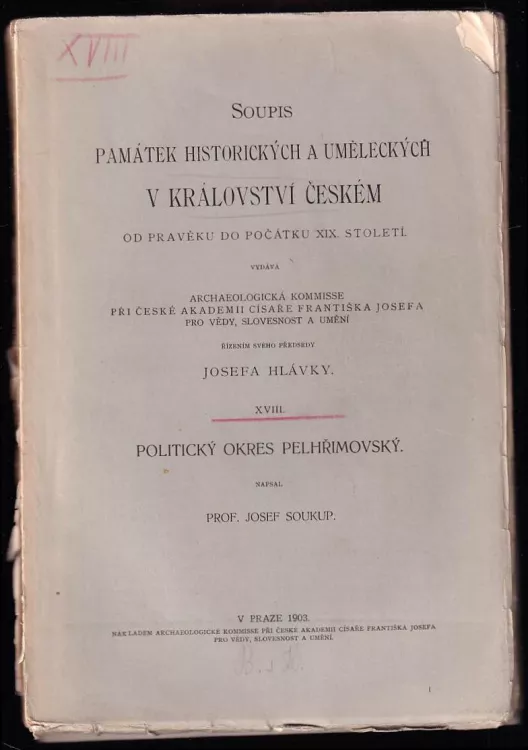 XVIII
SOUPIS
PAMÁTEK HISTORICKÝCH A UMĚLECKÝCH
V KRÁLOVSTVÍ ČESKÉM
OD PRAVĚKU DO POČÁTKU XIX. STOLETÍ.
VYDÁVÁ
ARCHAEOLOGICKÁ KOMMISSE
PŘI ČESKÉ AKADEMII CÍSAŘE FRANTIŠKA JOSEFA
PRO VĚDY, SLOVESNOST A UMĚNÍ
ŘÍZENÍM SVÉHO PŘEDSEDY
JOSEFA HLÁVKY.
XVIII.
POLITICKÝ OKRES PELHŘIMOVSKÝ.
NAPSAL
PROF. JOSEF SOUKUP.
V PRAZE 1903.
NÁKLADEM ARCHAEOLOGICKÉ KOMMISSE PŘI ČESKÉ AKADEMII CÍSAŘE FRANTIŠKA JOSEFA
PRO VĚDY, SLOVESNOST A UMĚNÍ.